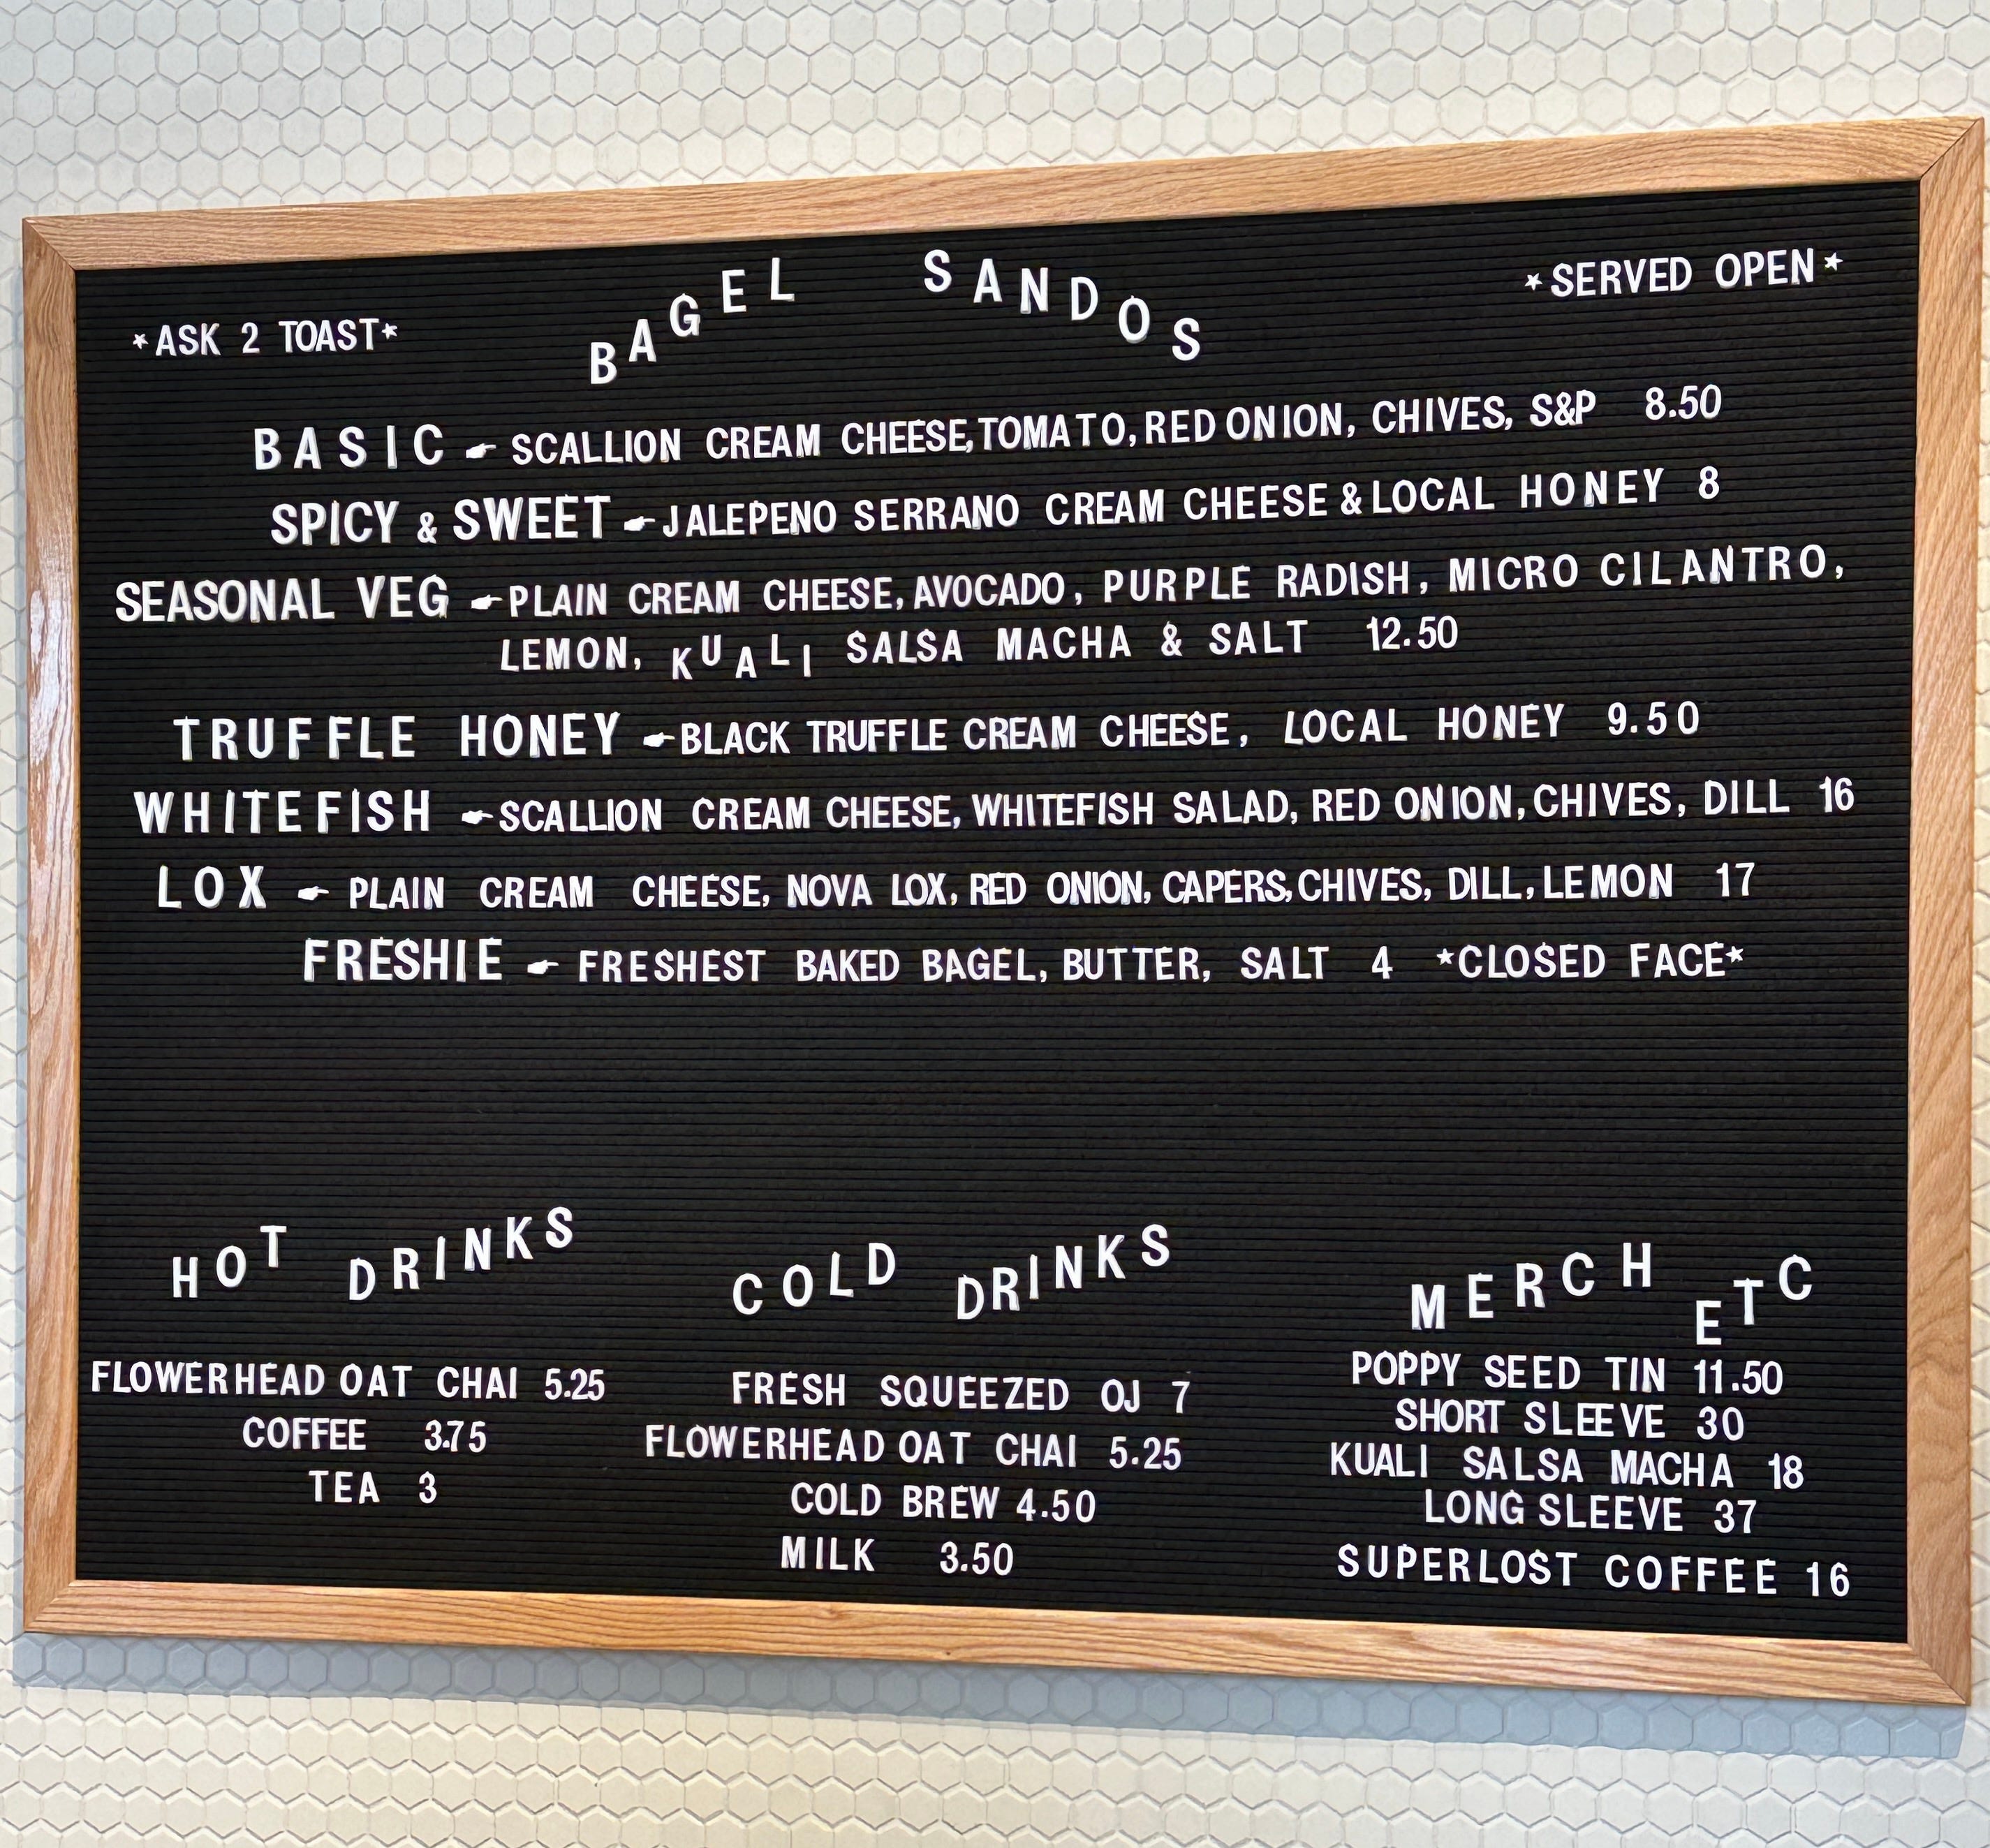 BAGEL SANDOS
*ASK 2 TOAST*
*SERVED OPEN*
BASIC ☛ SCALLION CREAM CHEESE, TOMATO, RED ONION, CHIVES, S&P 8.50
SPICY & SWEET ☛ JALEPENO SERRANO CREAM CHEESE & LOCAL HONEY 8
SEASONAL VEG ☛ PLAIN CREAM CHEESE, AVOCADO, PURPLE RADISH, MICRO CILANTRO,
LEMON, KUALI SALSA MACHA & SALT 12.50
TRUFFLE HONEY ☛ BLACK TRUFFLE CREAM CHEESE, LOCAL HONEY 9.50
WHITEFISH ☛ SCALLION CREAM CHEESE, WHITEFISH SALAD, RED ONION, CHIVES, DILL 16
LOX ☛ PLAIN CREAM CHEESE, NOVA LOX, RED ONION, CAPERS, CHIVES, DILL, LEMON 17
FRESHIE ☛ FRESHEST BAKED BAGEL, BUTTER, SALT 4 *CLOSED FACE*
HOT DRINKS
FLOWERHEAD OAT CHAI 5.25
COFFEE 3.75
TEA 3
COLD DRINKS
FRESH SQUEEZED OJ 7
FLOWERHEAD OAT CHAI 5.25
COLD BREW 4.50
MILK 3.50
MERCH ETC
POPPY SEED TIN 11.50
SHORT SLEEVE 30
KUALI SALSA MACHA 18
LONG SLEEVE 37
SUPERLOST COFFEE 16